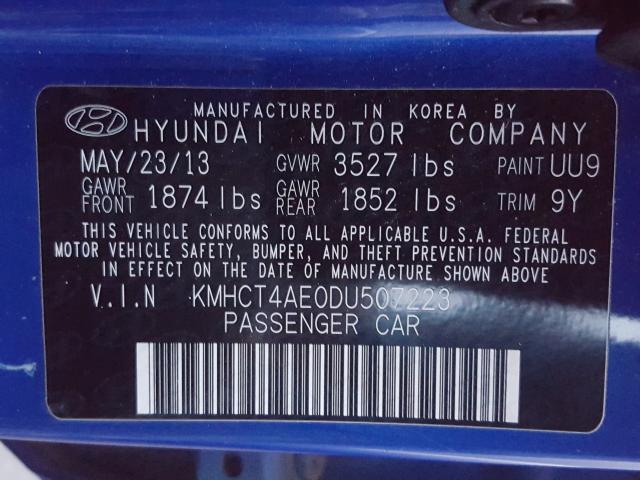 MANUFACTURED IN KOREA BY
HYUNDAI MOTOR COMPANY
MAY/23/13 GVWR 3527 lbs PAINT UU9
GAWR FRONT 1874 lbs GAWR REAR 1852 lbs TRIM 9Y
THIS VEHICLE CONFORMS TO ALL APPLICABLE U.S.A. FEDERAL
MOTOR VEHICLE SAFETY, BUMPER, AND THEFT PREVENTION STANDARDS
IN EFFECT ON THE DATE OF MANUFACTURE SHOWN ABOVE.
V.I.N KMHCT4AE0DU507223
PASSENGER CAR